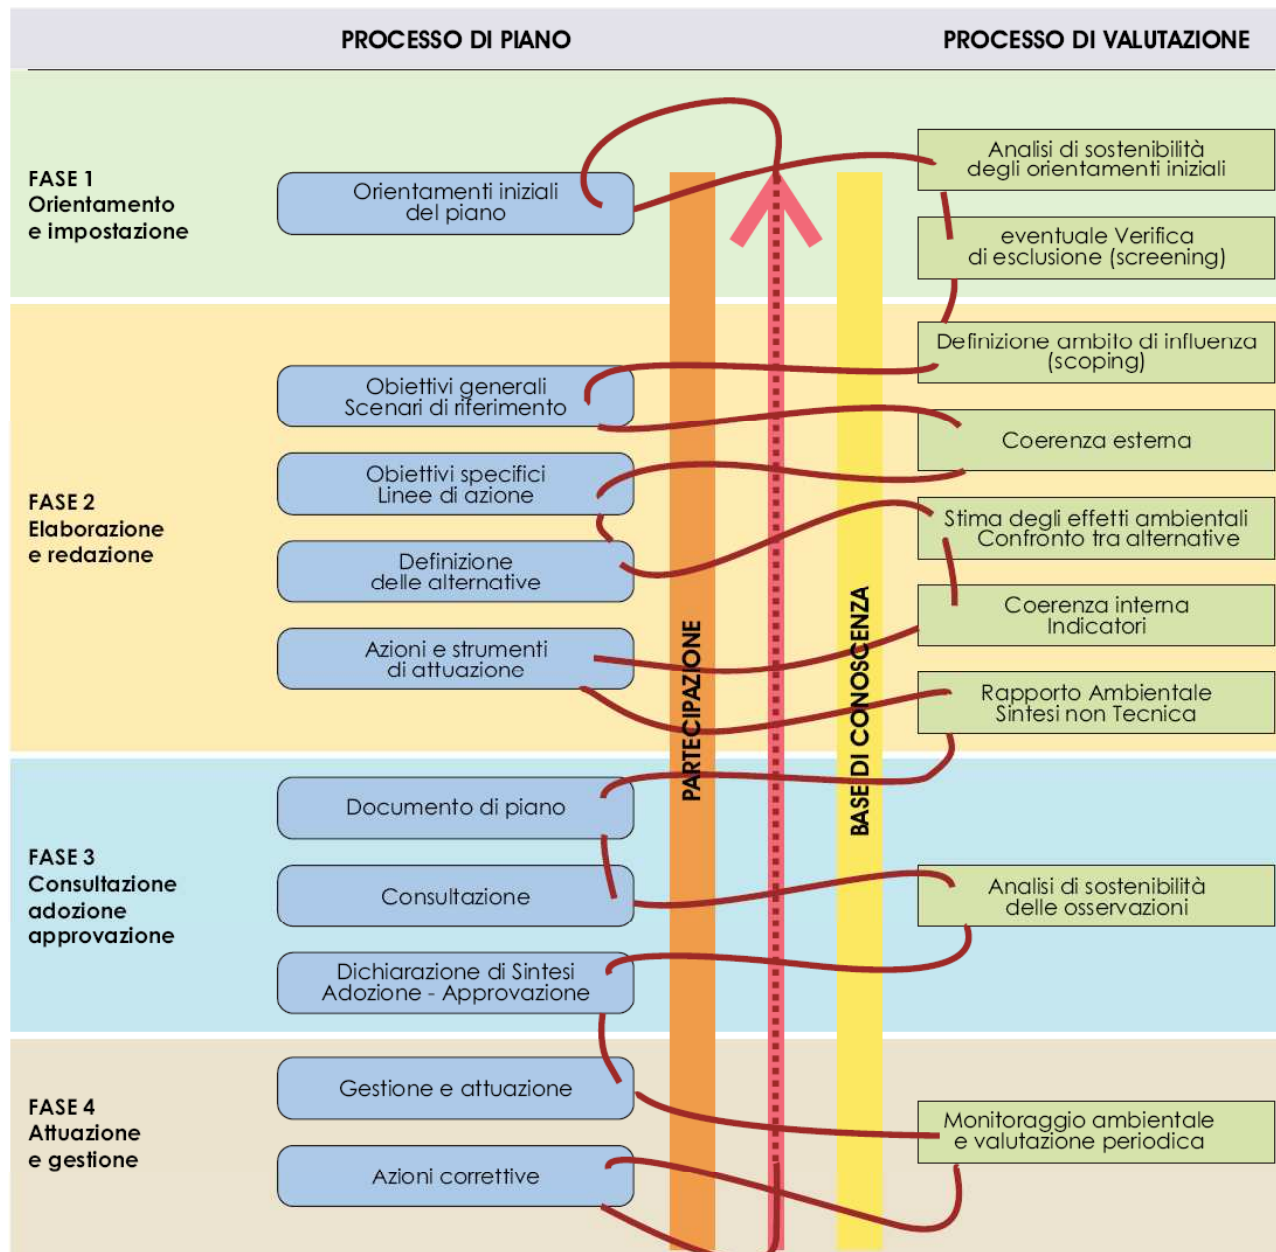 PROCESSO DI PIANO
PROCESSO DI VALUTAZIONE
FASE 1
Orientamento
e impostazione
Orientamenti iniziali
del piano
Analisi di sostenibilità
degli orientamenti iniziali
eventuale Verifica
di esclusione (screening)
FASE 2
Elaborazione
e redazione
Definizione ambito di influenza
(scoping)
Obiettivi generali
Scenari di riferimento
Coerenza esterna
Obiettivi specifici
Linee di azione
Stima degli effetti ambientali
Confronto tra alternative
Definizione
delle alternative
Coerenza interna
Indicatori
Azioni e strumenti
di attuazione
Rapporto Ambientale
Sintesi non Tecnica
PARTECIPAZIONE
BASE DI CONOSCENZA
FASE 3
Consultazione
adozione
approvazione
Documento di piano
Consultazione
Analisi di sostenibilità
delle osservazioni
Dichiarazione di Sintesi
Adozione - Approvazione
FASE 4
Attuazione
e gestione
Gestione e attuazione
Monitoraggio ambientale
e valutazione periodica
Azioni correttive